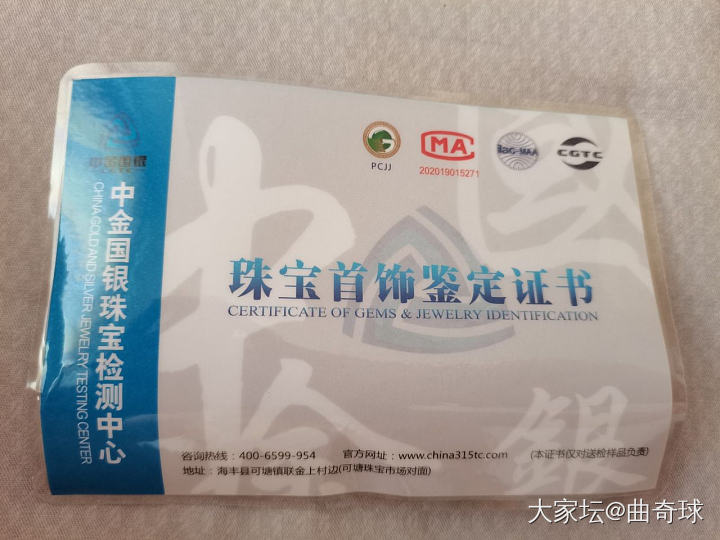 中金国银
中金国银珠宝检测中心
CHINA GOLD AND SILVER JEWELRY TESTING CENTER
PCJJ
MA
202019015271
ilac-MRA
CGTC
珠宝首饰鉴定证书
CERTIFICATE OF GEMS & JEWELRY IDENTIFICATION
咨询热线：400-6599-954 官方网址：www.china315tc.com (本证书仅对送检样品负责)
地址：海丰县可塘镇联金上村边(可塘珠宝市场对面)
大家坛@曲奇球